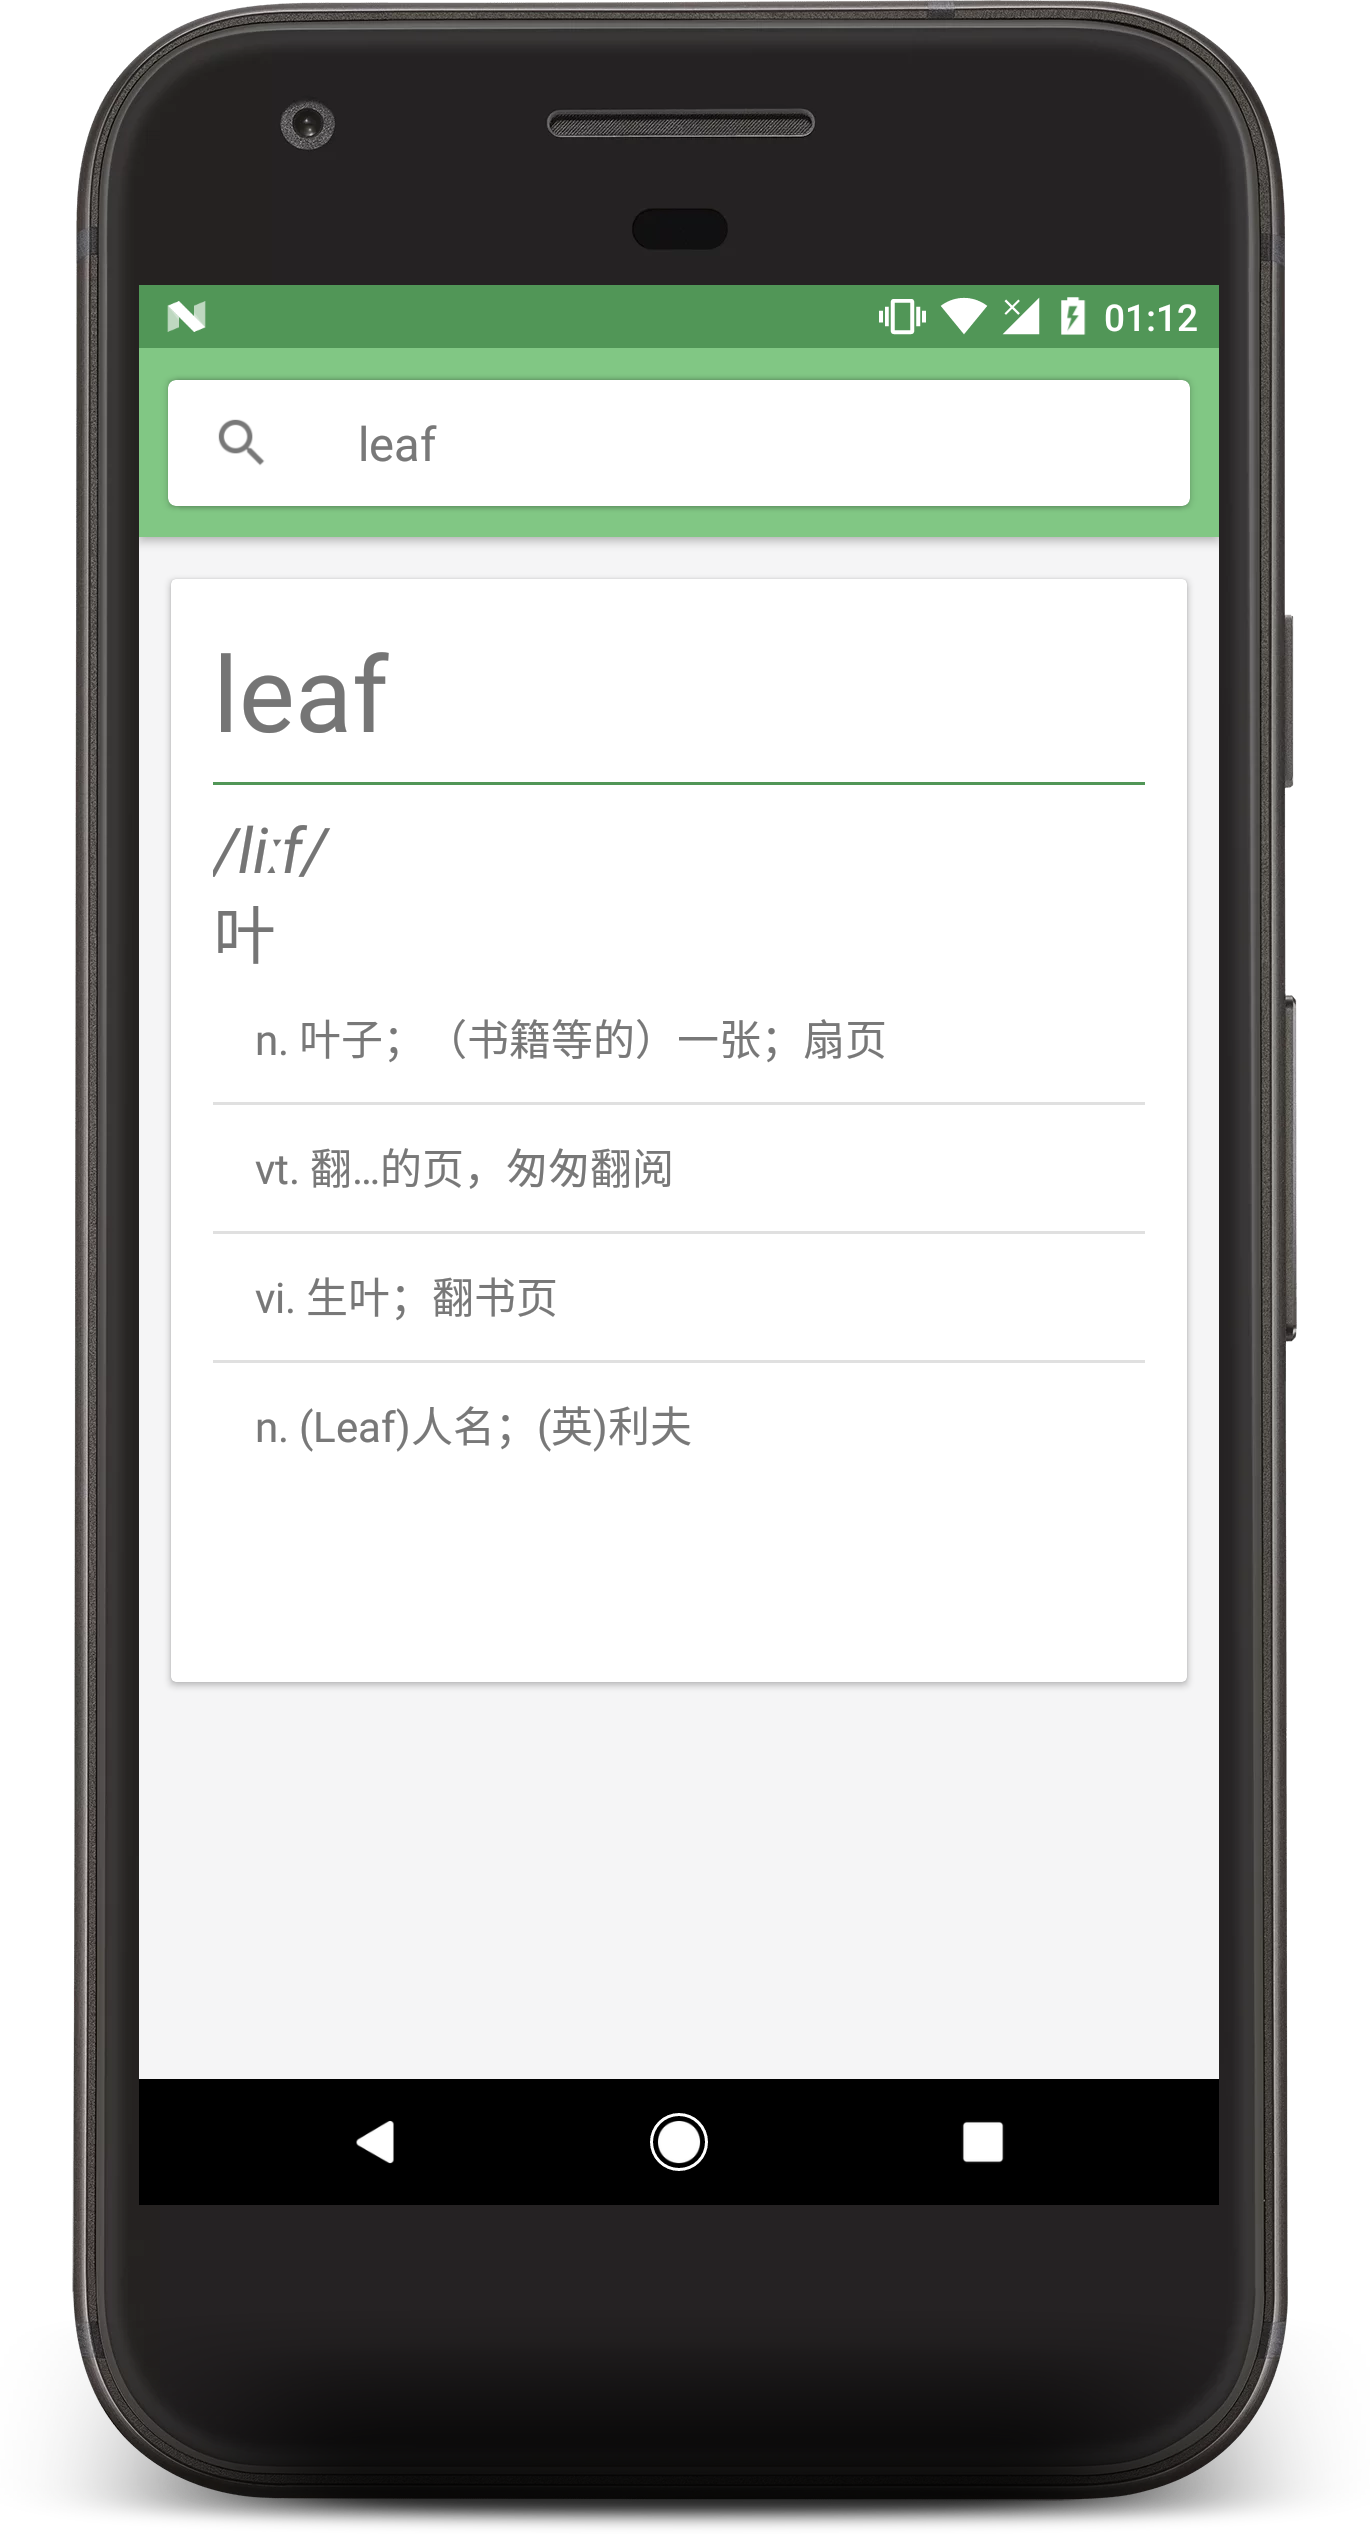 01:12
leaf
leaf
/liːf/
叶
n. 叶子；（书籍等的）一张；扇页
vt. 翻...的页，匆匆翻阅
vi. 生叶；翻书页
n. (Leaf)人名；(英)利夫